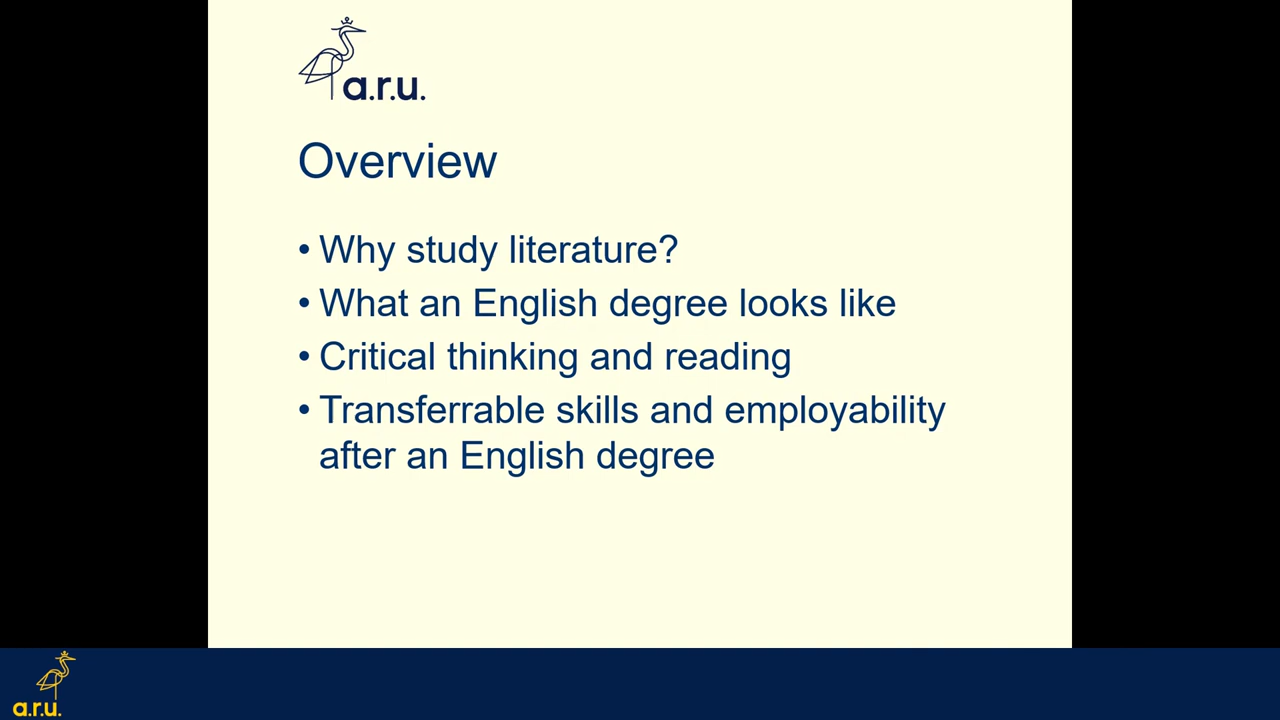 a.r.u.
Overview
• Why study literature?
• What an English degree looks like
• Critical thinking and reading
• Transferrable skills and employability
after an English degree
a.r.u.